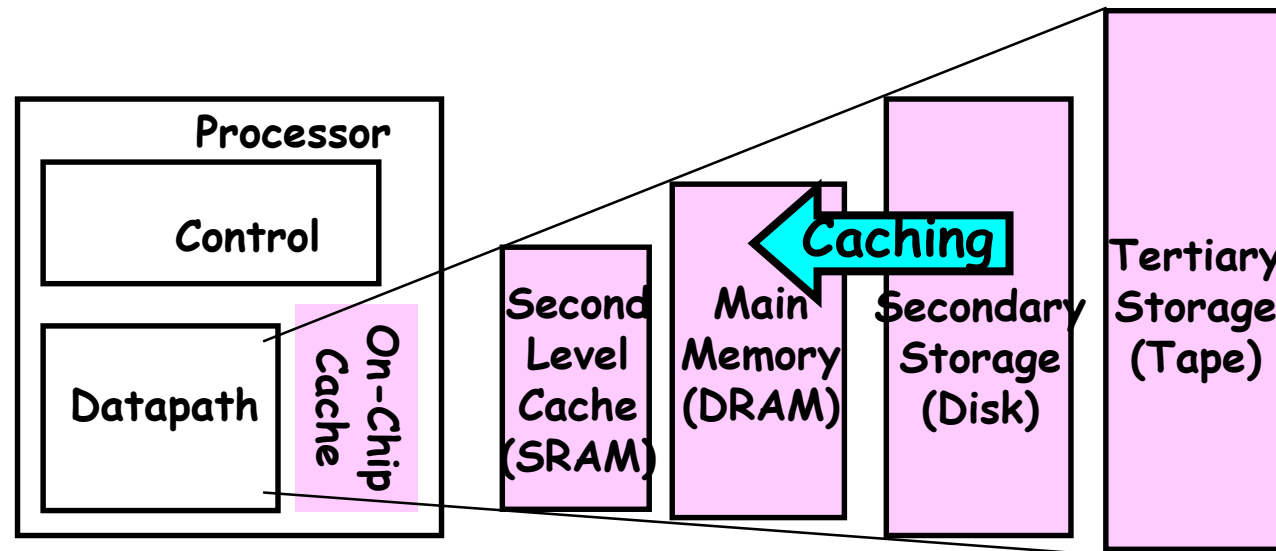 Processor
Control
Datapath
On-Chip
Cache
Second
Level
Cache
(SRAM)
Main
Memory
(DRAM)
Caching
Secondary
Storage
(Disk)
Tertiary
Storage
(Tape)